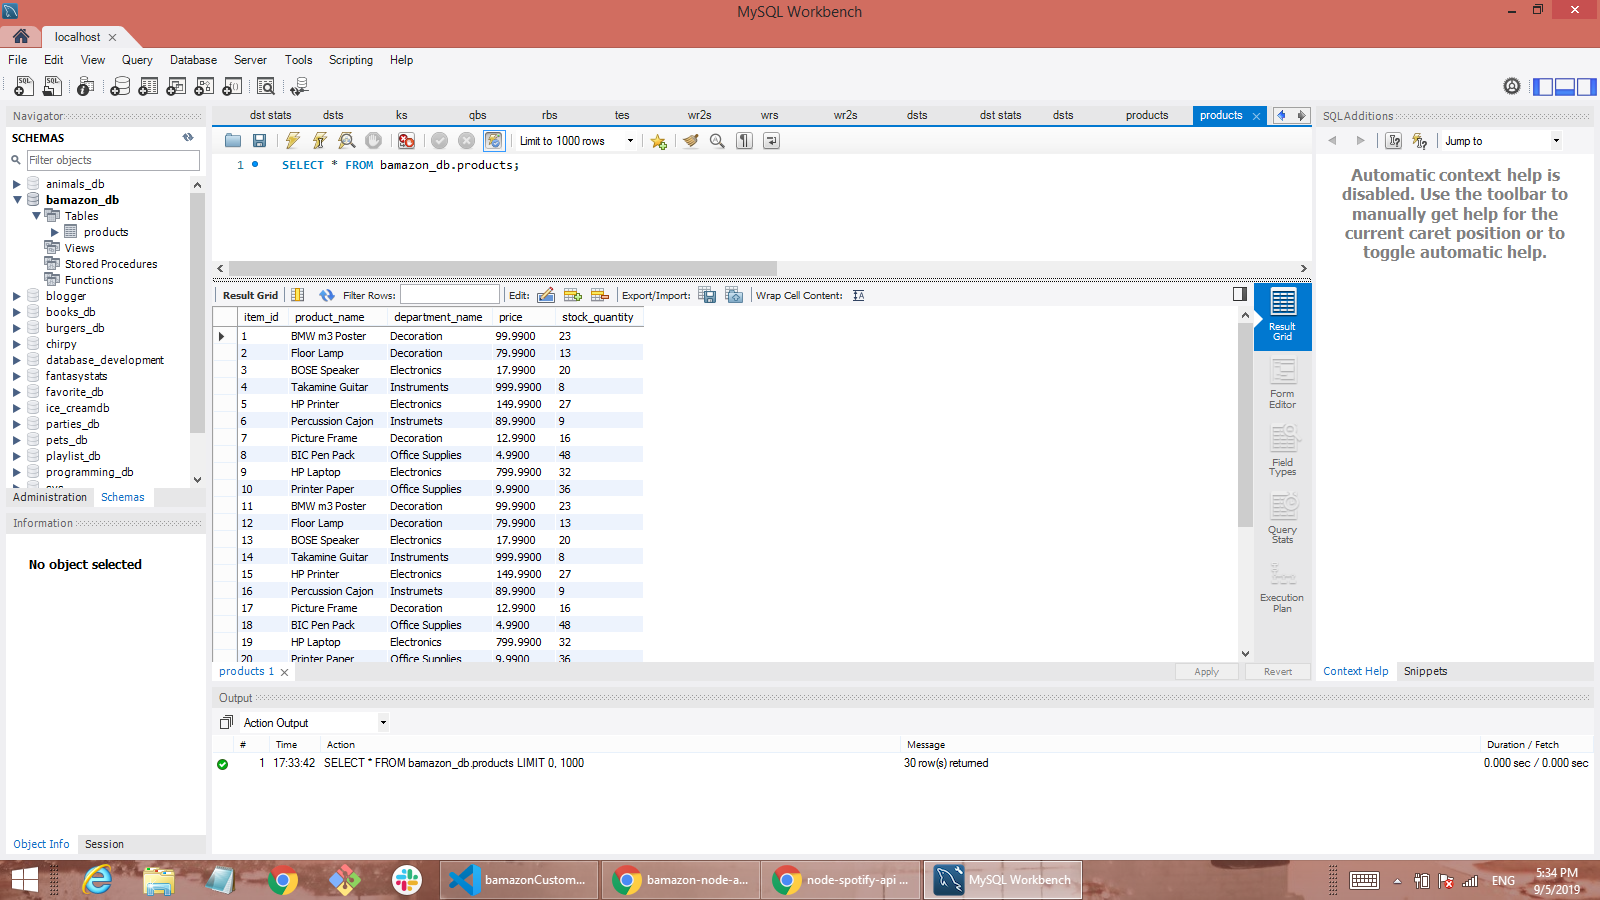 MySQL Workbench
localhost
File Edit View Query Database Server Tools Scripting Help
Navigator
SCHEMAS
Filter objects
animals_db
bamazon_db
Tables
products
Views
Stored Procedures
Functions
blogger
books_db
burgers_db
chirpy
database_development
fantasystats
favorite_db
ice_creamdb
parties_db
pets_db
playlist_db
programming_db
Administration Schemas
Information
No object selected
Object Info Session
dst stats dsts ks qbs rbs tes wr2s wrs wr2s dsts dst stats dsts products products
Limit to 1000 rows
1 SELECT * FROM bamazon_db.products;
Result Grid Filter Rows: Edit: Export/Import: Wrap Cell Content:
item_id product_name department_name price stock_quantity
1 BMW m3 Poster Decoration 99.9900 23
2 Floor Lamp Decoration 79.9900 13
3 BOSE Speaker Electronics 17.9900 20
4 Takamine Guitar Instruments 999.9900 8
5 HP Printer Electronics 149.9900 27
6 Percussion Cajon Instrumets 89.9900 9
7 Picture Frame Decoration 12.9900 16
8 BIC Pen Pack Office Supplies 4.9900 48
9 HP Laptop Electronics 799.9900 32
10 Printer Paper Office Supplies 9.9900 36
11 BMW m3 Poster Decoration 99.9900 23
12 Floor Lamp Decoration 79.9900 13
13 BOSE Speaker Electronics 17.9900 20
14 Takamine Guitar Instruments 999.9900 8
15 HP Printer Electronics 149.9900 27
16 Percussion Cajon Instrumets 89.9900 9
17 Picture Frame Decoration 12.9900 16
18 BIC Pen Pack Office Supplies 4.9900 48
19 HP Laptop Electronics 799.9900 32
20 Printer Paper Office Supplies 9.9900 36
Result
Grid
Form
Editor
Field
Types
Query
Stats
Execution
Plan
products 1
Apply Revert
SQLAdditions
Jump to
Automatic context help is
disabled. Use the toolbar to
manually get help for the
current caret position or to
toggle automatic help.
Context Help Snippets
Output
Action Output
# Time Action Message Duration / Fetch
1 17:33:42 SELECT * FROM bamazon_db.products LIMIT 0, 1000 30 row(s) returned 0.000 sec / 0.000 sec
bamazonCustom... bamazon-node-a... node-spotify-api ... MySQL Workbench
ENG
5:34 PM
9/5/2019